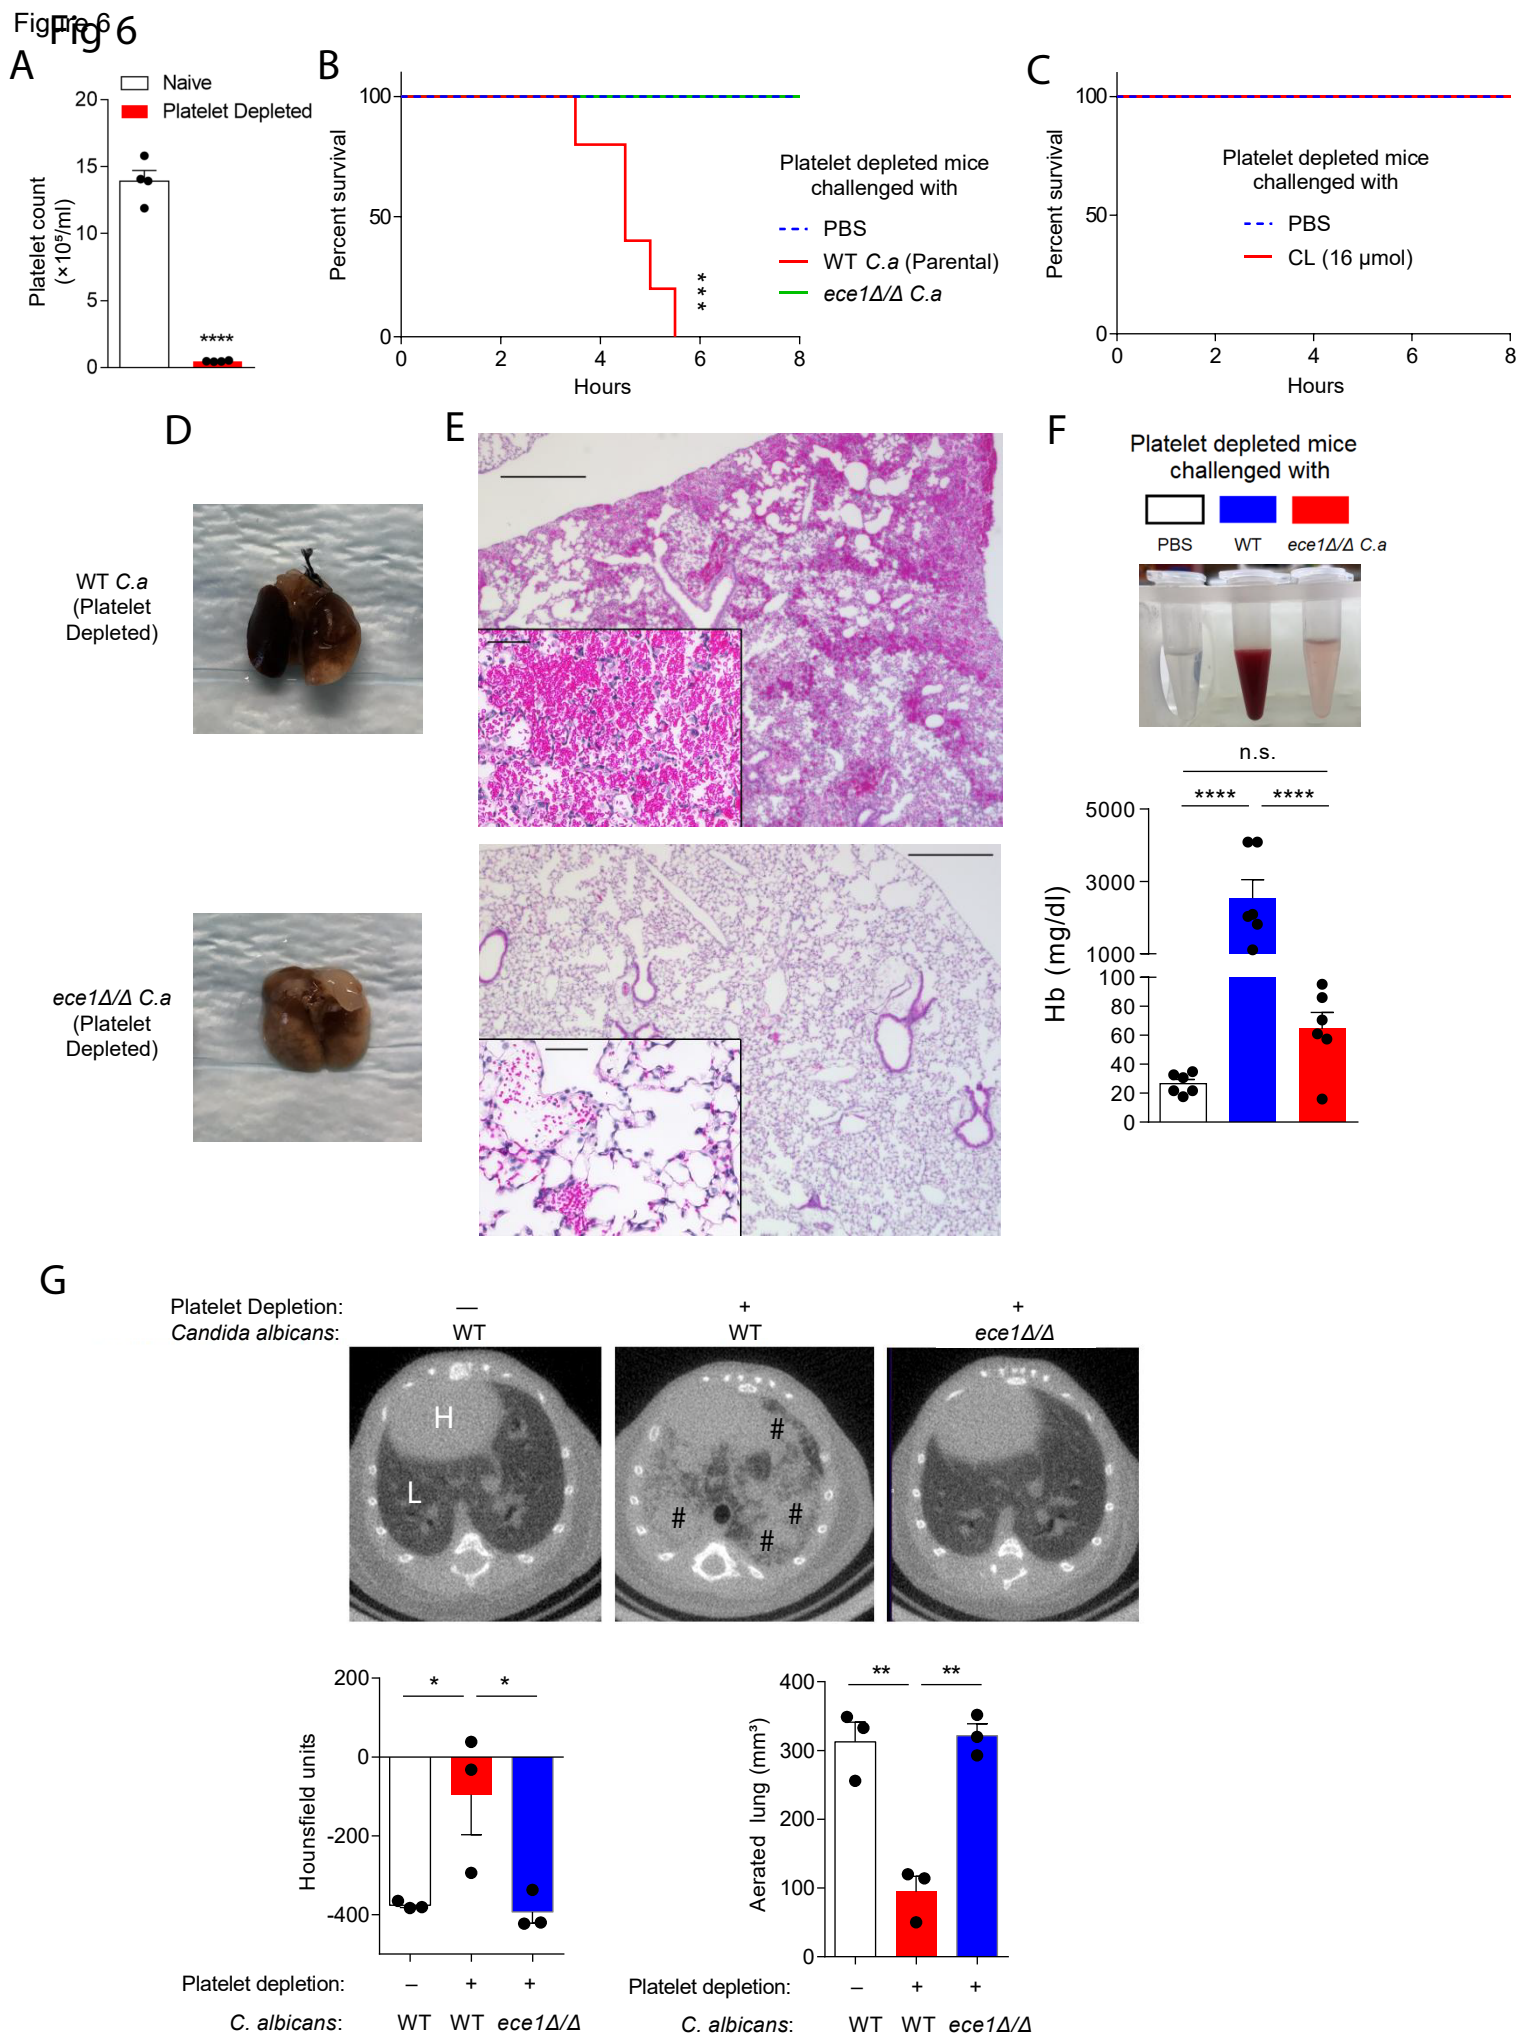 Figure 6
Fig 6
A
Naive
Platelet Depleted
Platelet count
(×10⁵/ml)
20
15
10
5
0
****
B
Percent survival
100
50
0
0 2 4 6 8
Hours
***
Platelet depleted mice
challenged with
PBS
WT C.a (Parental)
ece1Δ/Δ C.a
C
Percent survival
100
50
0
0 2 4 6 8
Hours
Platelet depleted mice
challenged with
PBS
CL (16 µmol)
D
WT C.a
(Platelet
Depleted)
ece1Δ/Δ C.a
(Platelet
Depleted)
E
F
Platelet depleted mice
challenged with
PBS WT ece1Δ/Δ C.a
n.s.
**** ****
Hb (mg/dl)
5000
3000
1000
100
80
60
40
20
0
G
Platelet Depletion: — + +
Candida albicans: WT WT ece1Δ/Δ
H
L
#
#
#
#
Hounsfield units
200
0
-200
-400
* *
Platelet depletion: – + +
C. albicans: WT WT ece1Δ/Δ
Aerated lung (mm³)
400
300
200
100
0
** **
Platelet depletion: – + +
C. albicans: WT WT ece1Δ/Δ